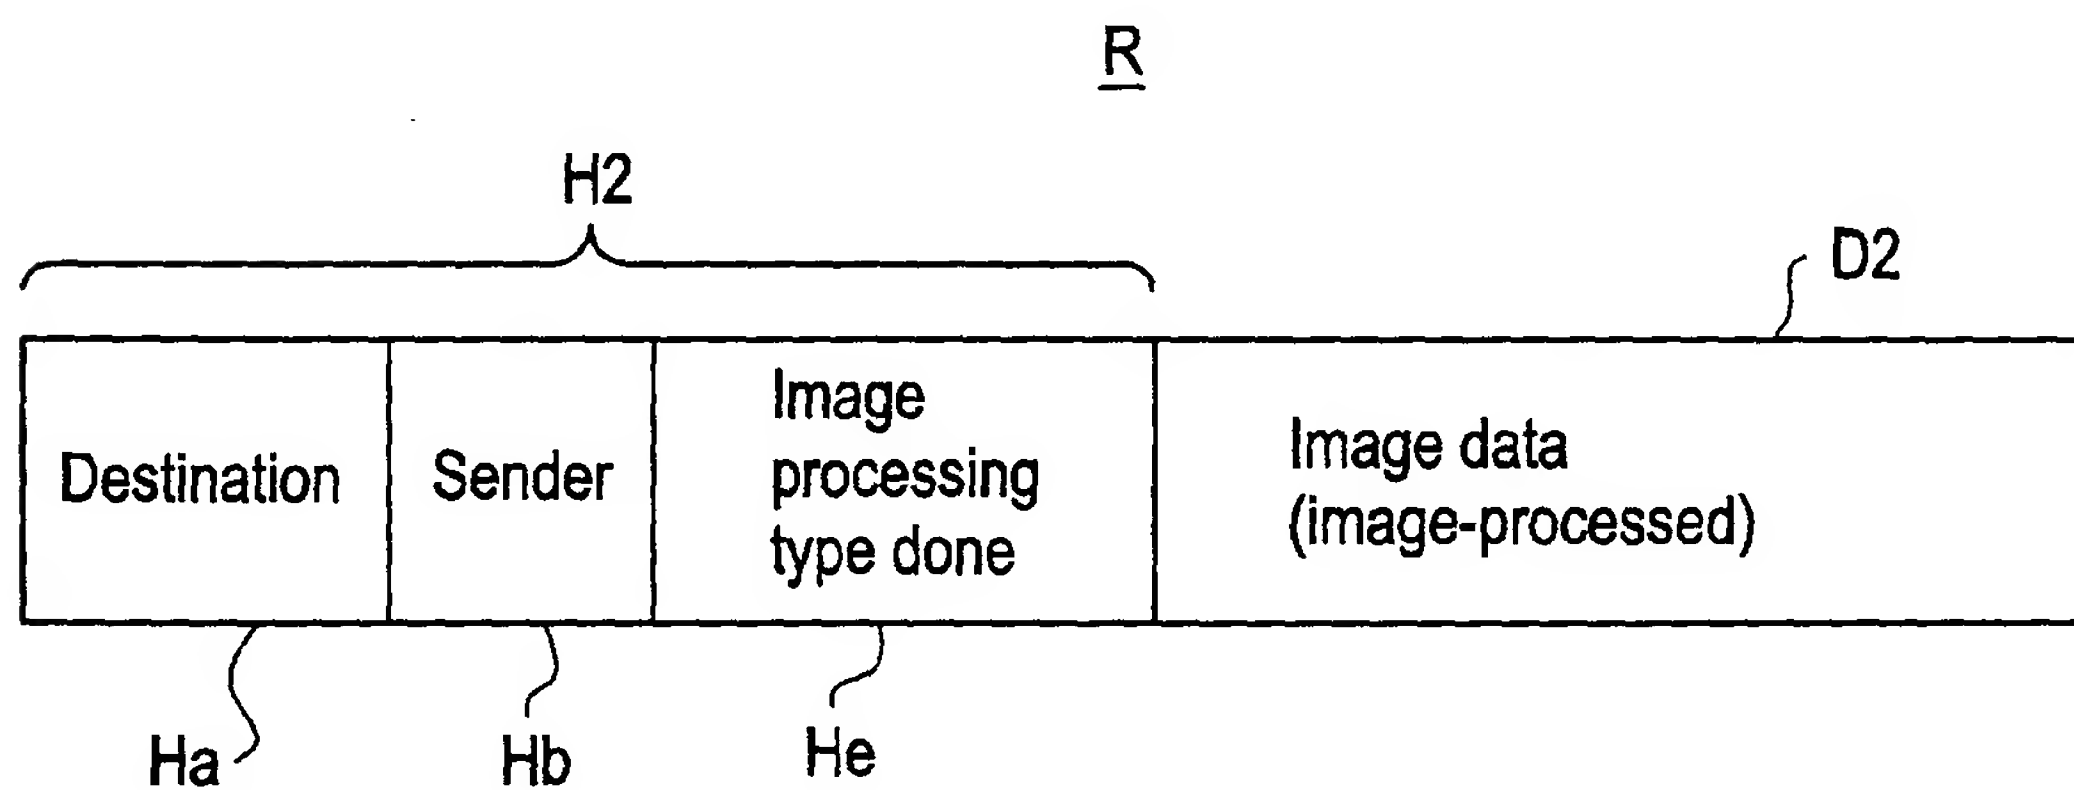 R
H2
D2
Destination
Sender
Image
processing
type done
Image data
(image-processed)
Ha
Hb
He